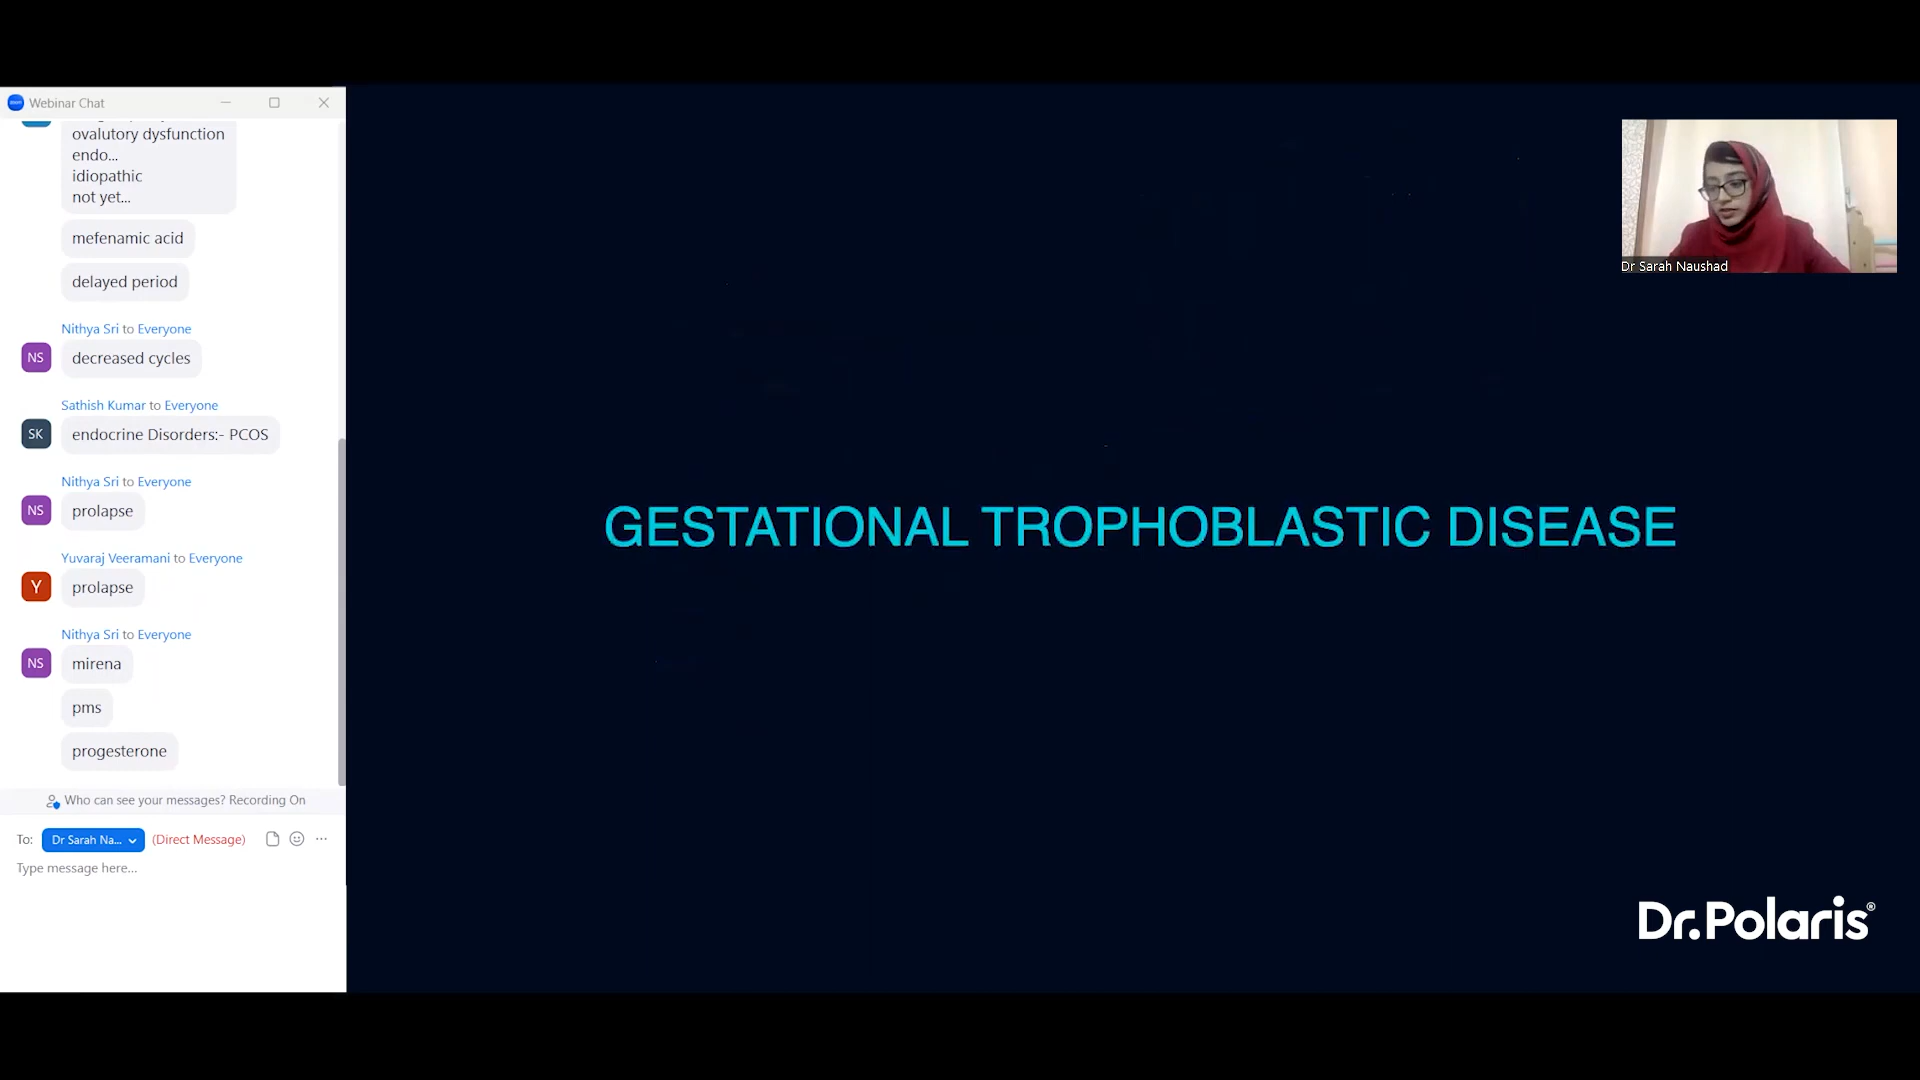 Webinar Chat
ovalutory dysfunction
endo...
idiopathic
not yet...
mefenamic acid
delayed period
Nithya Sri to Everyone
NS
decreased cycles
Sathish Kumar to Everyone
SK
endocrine Disorders:- PCOS
Nithya Sri to Everyone
NS
prolapse
Yuvaraj Veeramani to Everyone
Y
prolapse
Nithya Sri to Everyone
NS
mirena
pms
progesterone
Who can see your messages? Recording On
To: Dr Sarah Na... (Direct Message)
Type message here...
GESTATIONAL TROPHOBLASTIC DISEASE
Dr Sarah Naushad
Dr.Polaris®